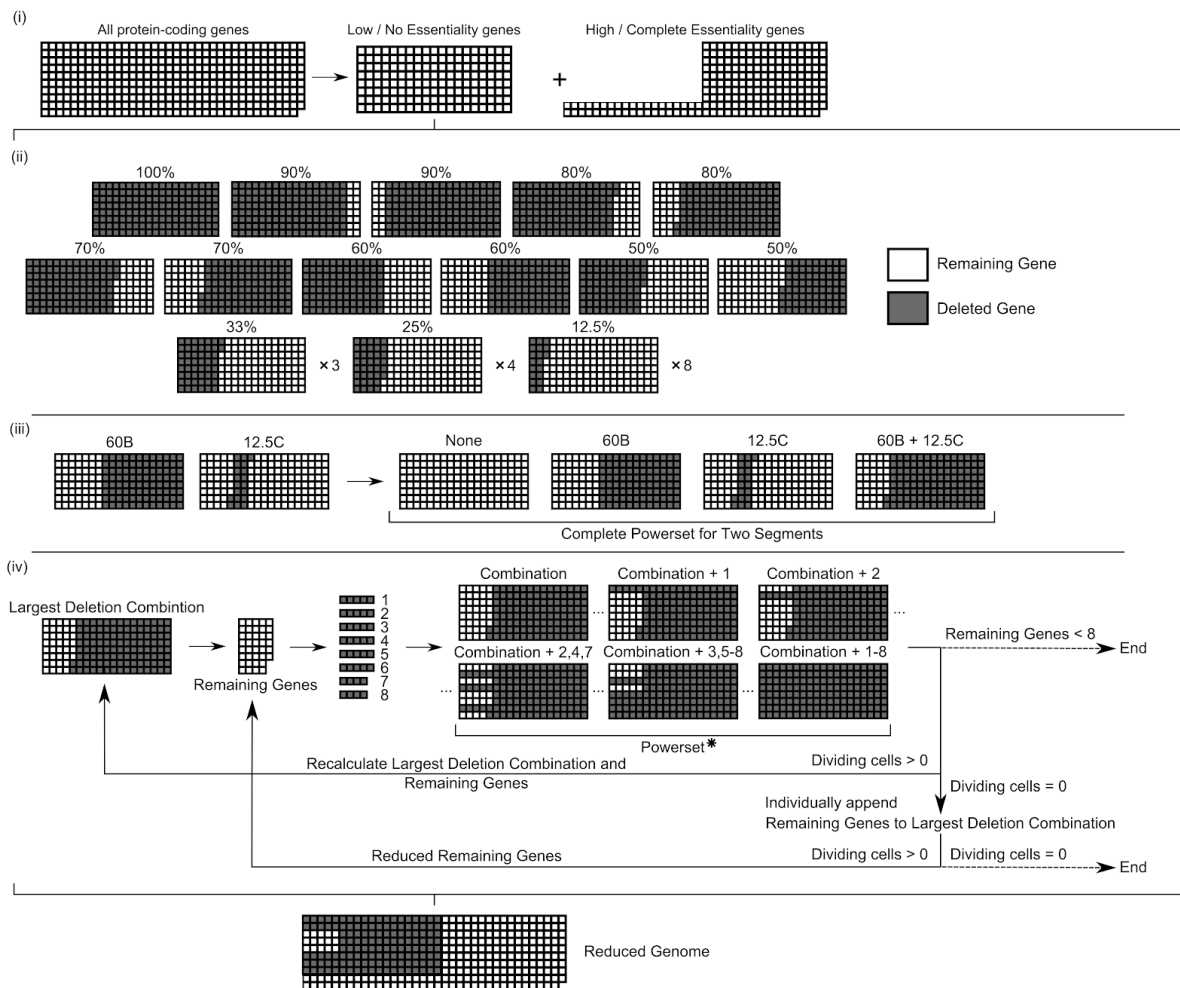 (i)
All protein-coding genes
Low / No Essentiality genes
High / Complete Essentiality genes
+
(ii)
100%
90%
90%
80%
80%
70%
70%
60%
60%
50%
50%
Remaining Gene
Deleted Gene
33%
25%
12.5%
×3
×4
×8
(iii)
60B
12.5C
None
60B
12.5C
60B + 12.5C
Complete Powerset for Two Segments
(iv)
Largest Deletion Combintion
Remaining Genes
1
2
3
4
5
6
7
8
Combination
Combination + 1
Combination + 2
...
...
Combination + 2,4,7
Combination + 3,5-8
Combination + 1-8
...
...
...
Powerset*
Remaining Genes < 8
End
Recalculate Largest Deletion Combination and
Remaining Genes
Dividing cells > 0
Dividing cells = 0
Individually append
Remaining Genes to Largest Deletion Combination
Reduced Remaining Genes
Dividing cells > 0
Dividing cells = 0
End
Reduced Genome